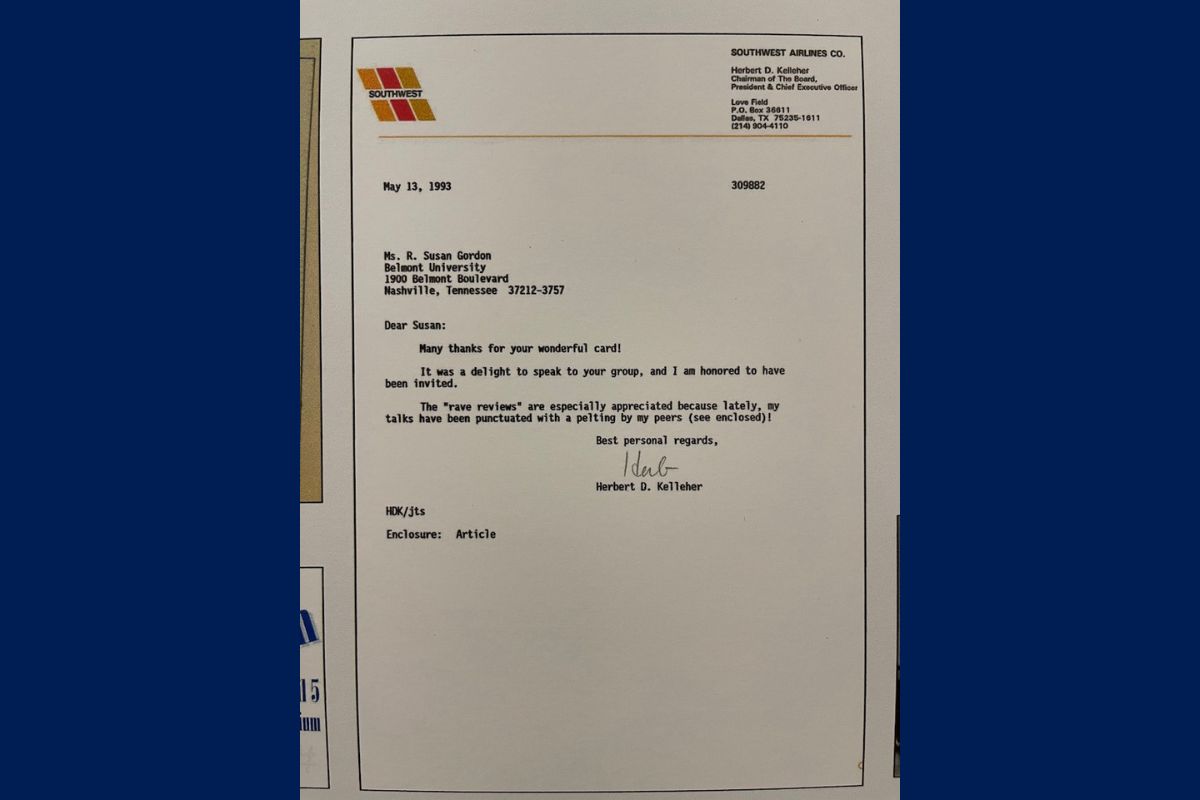 SOUTHWEST
SOUTHWEST AIRLINES CO.
Herbert D. Kelleher
Chairman of The Board,
President & Chief Executive Officer
Love Field
P.O. Box 36611
Dallas, TX 75235-1611
(214) 904-4110
May 13, 1993
309882
Ms. R. Susan Gordon
Belmont University
1900 Belmont Boulevard
Nashville, Tennessee 37212-3757
Dear Susan:
Many thanks for your wonderful card!
It was a delight to speak to your group, and I am honored to have
been invited.
The "rave reviews" are especially appreciated because lately, my
talks have been punctuated with a pelting by my peers (see enclosed)!
Best personal regards,
Herb
Herbert D. Kelleher
HDK/jts
Enclosure: Article
15